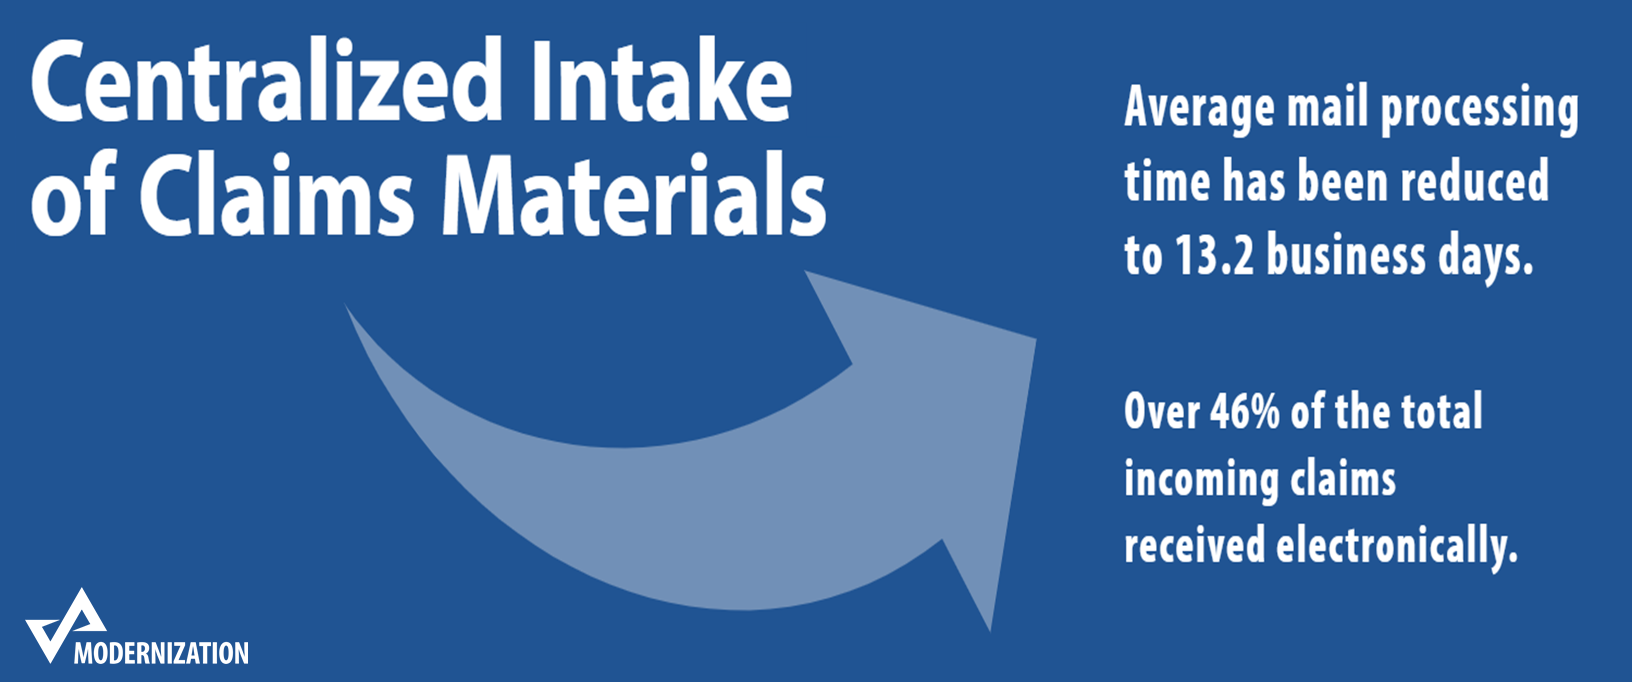 Centralized Intake
of Claims Materials
Average mail processing
time has been reduced
to 13.2 business days.
Over 46% of the total
incoming claims
received electronically.
VA
MODERNIZATION